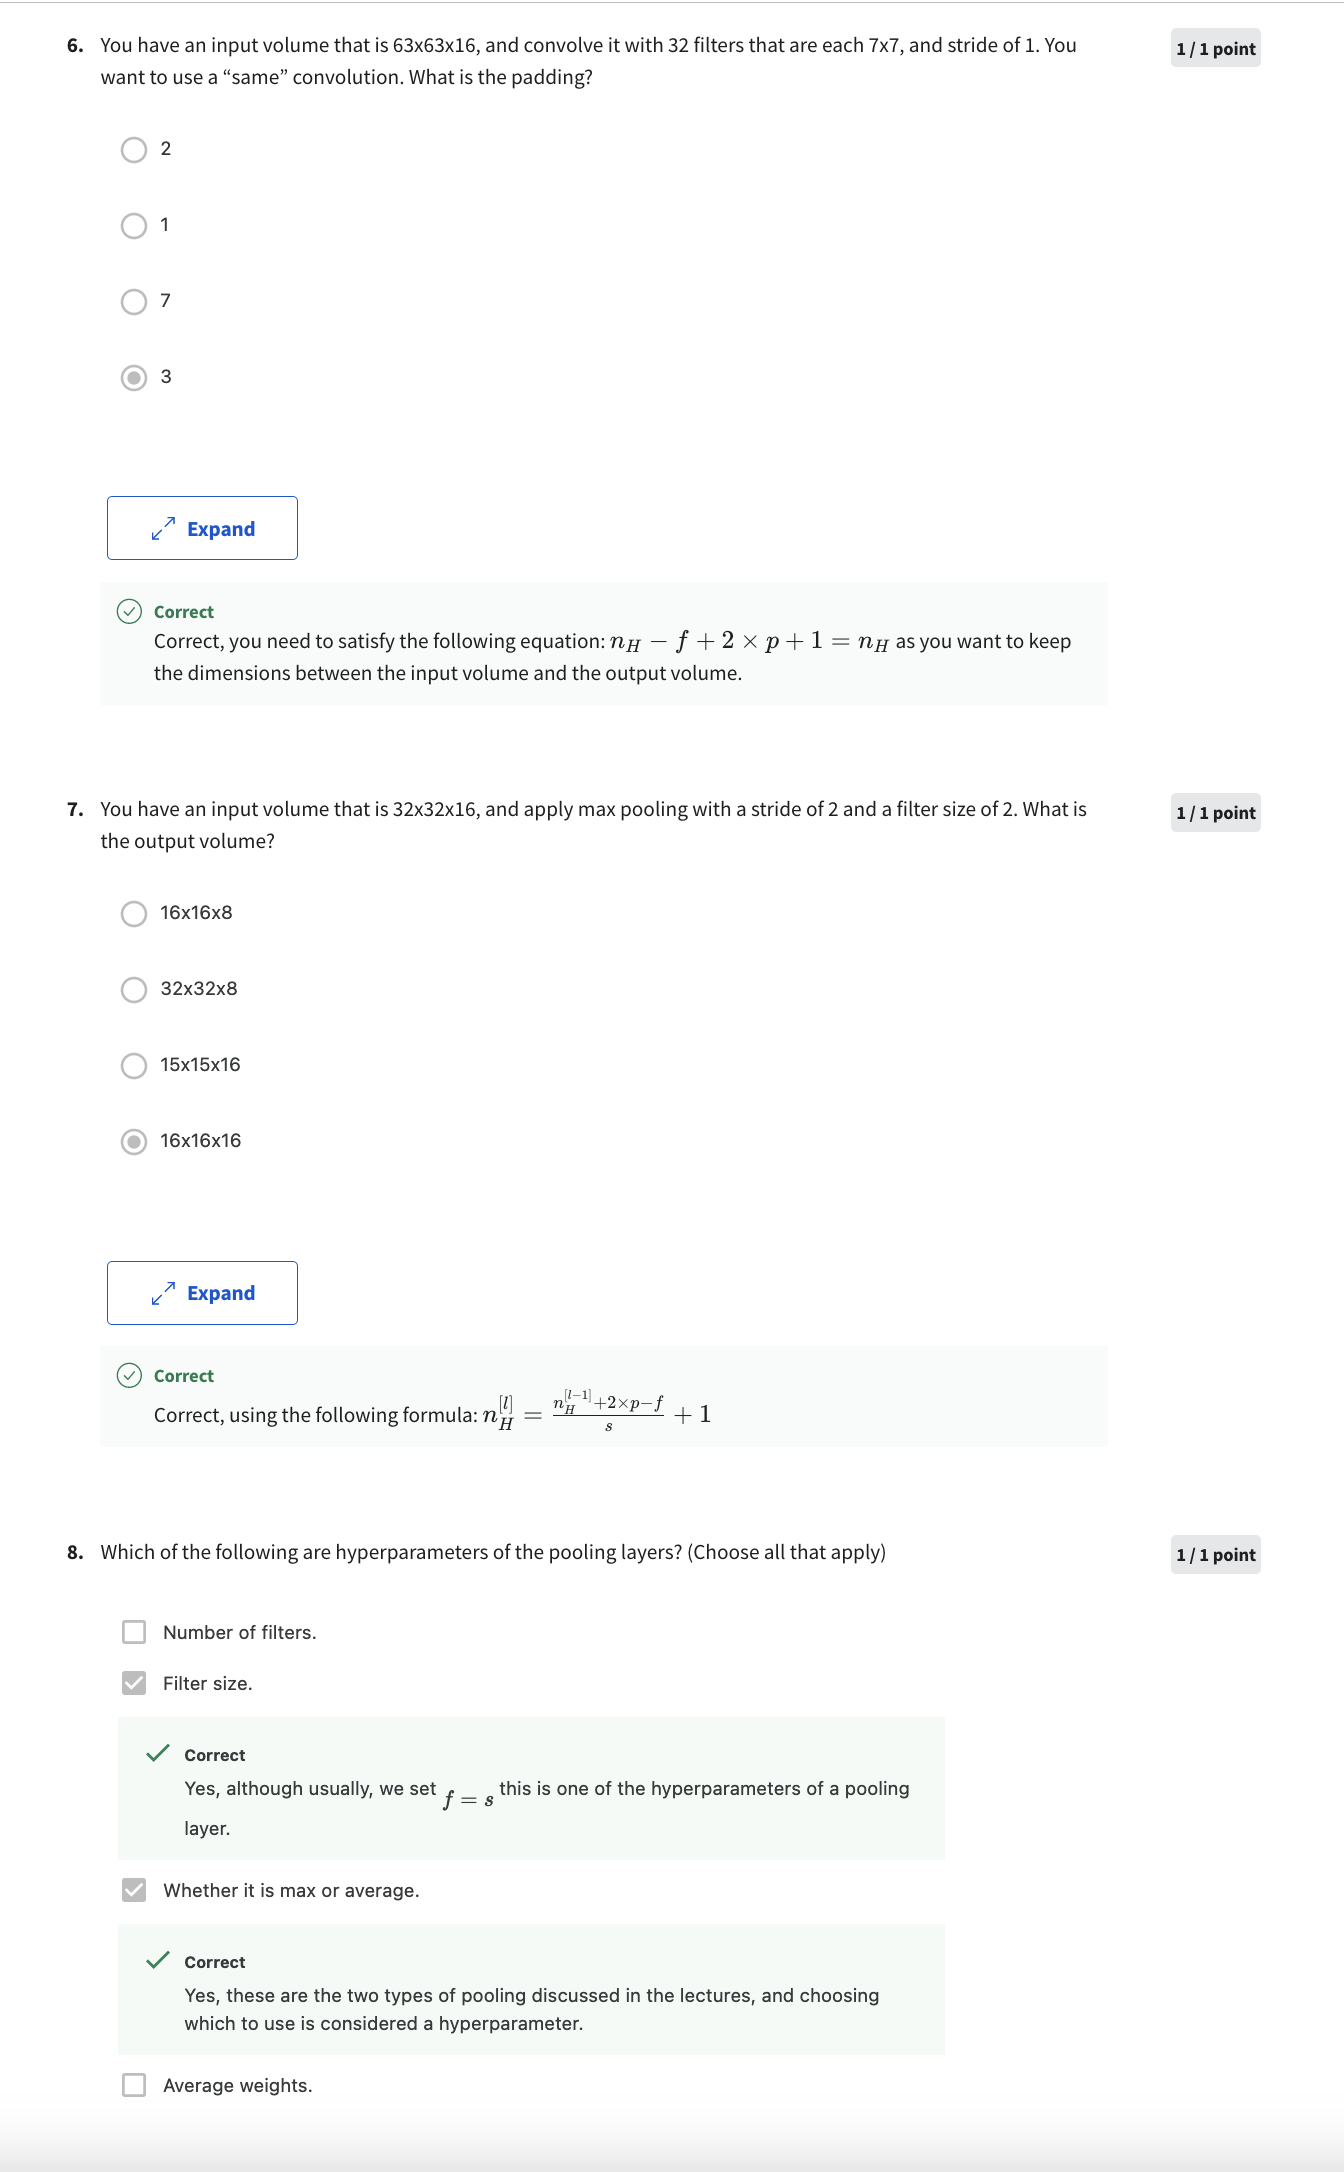 6. You have an input volume that is 63x63x16, and convolve it with 32 filters that are each 7x7, and stride of 1. You
want to use a “same” convolution. What is the padding?
1 / 1 point
2
1
7
3
Expand
Correct
Correct, you need to satisfy the following equation: n_H − f + 2 × p + 1 = n_H as you want to keep
the dimensions between the input volume and the output volume.
7. You have an input volume that is 32x32x16, and apply max pooling with a stride of 2 and a filter size of 2. What is
the output volume?
1 / 1 point
16x16x8
32x32x8
15x15x16
16x16x16
Expand
Correct
Correct, using the following formula: n_H^[l] = (n_H^[l−1] + 2×p−f) / s + 1
8. Which of the following are hyperparameters of the pooling layers? (Choose all that apply)
1 / 1 point
Number of filters.
Filter size.
Correct
Yes, although usually, we set f = s this is one of the hyperparameters of a pooling
layer.
Whether it is max or average.
Correct
Yes, these are the two types of pooling discussed in the lectures, and choosing
which to use is considered a hyperparameter.
Average weights.